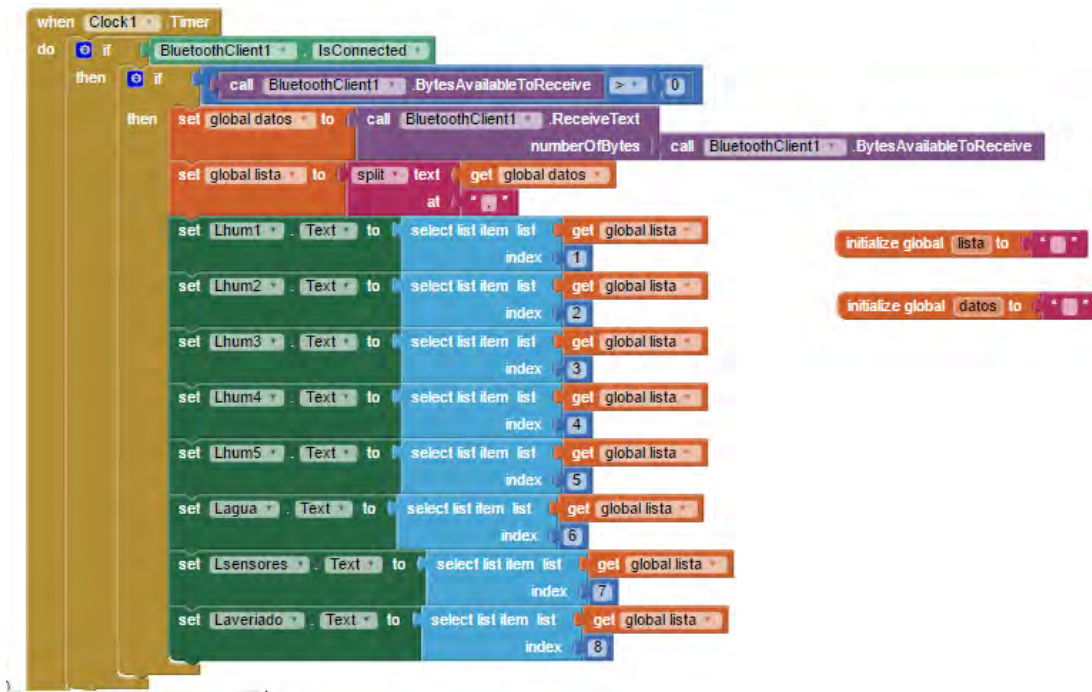 when Clock1 .Timer
do if BluetoothClient1 . IsConnected
then if call BluetoothClient1 .BytesAvailableToReceive > 0
then set global datos to call BluetoothClient1 .ReceiveText
numberOfBytes call BluetoothClient1 .BytesAvailableToReceive
set global lista to split text get global datos
at " , "
set Lhum1 . Text to select list item list get global lista
index 1
set Lhum2 . Text to select list item list get global lista
index 2
set Lhum3 . Text to select list item list get global lista
index 3
set Lhum4 . Text to select list item list get global lista
index 4
set Lhum5 . Text to select list item list get global lista
index 5
set Lagua . Text to select list item list get global lista
index 6
set Lsensores . Text to select list item list get global lista
index 7
set Laveriado . Text to select list item list get global lista
index 8
initialize global lista to " "
initialize global datos to " "